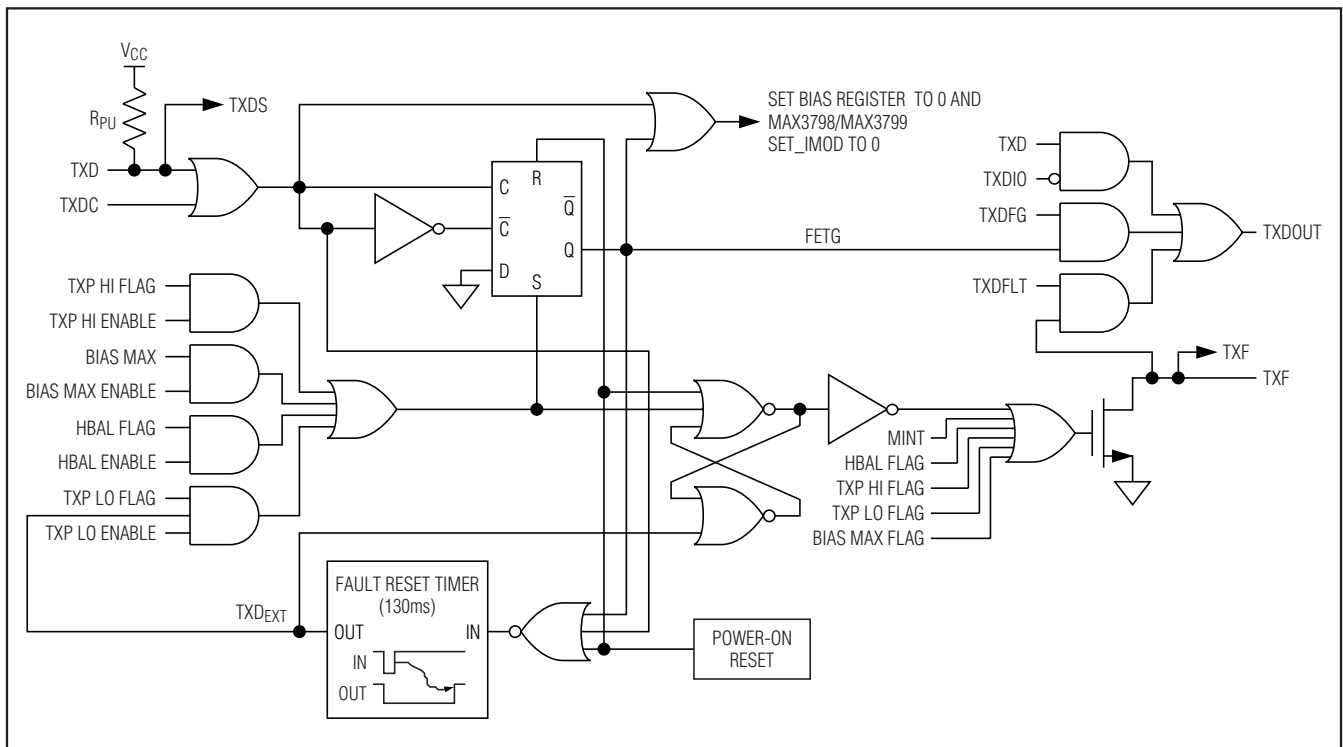 VCC
RPU
TXDS
TXD
TXDC
SET BIAS REGISTER TO 0 AND
MAX3798/MAX3799
SET_IMOD TO 0
R
C
Q
C
Q
D
S
FETG
TXD
TXDIO
TXDFG
TXDFLT
TXDOUT
TXF
TXF
TXP HI FLAG
TXP HI ENABLE
BIAS MAX
BIAS MAX ENABLE
HBAL FLAG
HBAL ENABLE
TXP LO FLAG
TXP LO ENABLE
MINT
HBAL FLAG
TXP HI FLAG
TXP LO FLAG
BIAS MAX FLAG
TXDEXT
FAULT RESET TIMER
(130ms)
OUT
IN
IN
OUT
POWER-ON
RESET